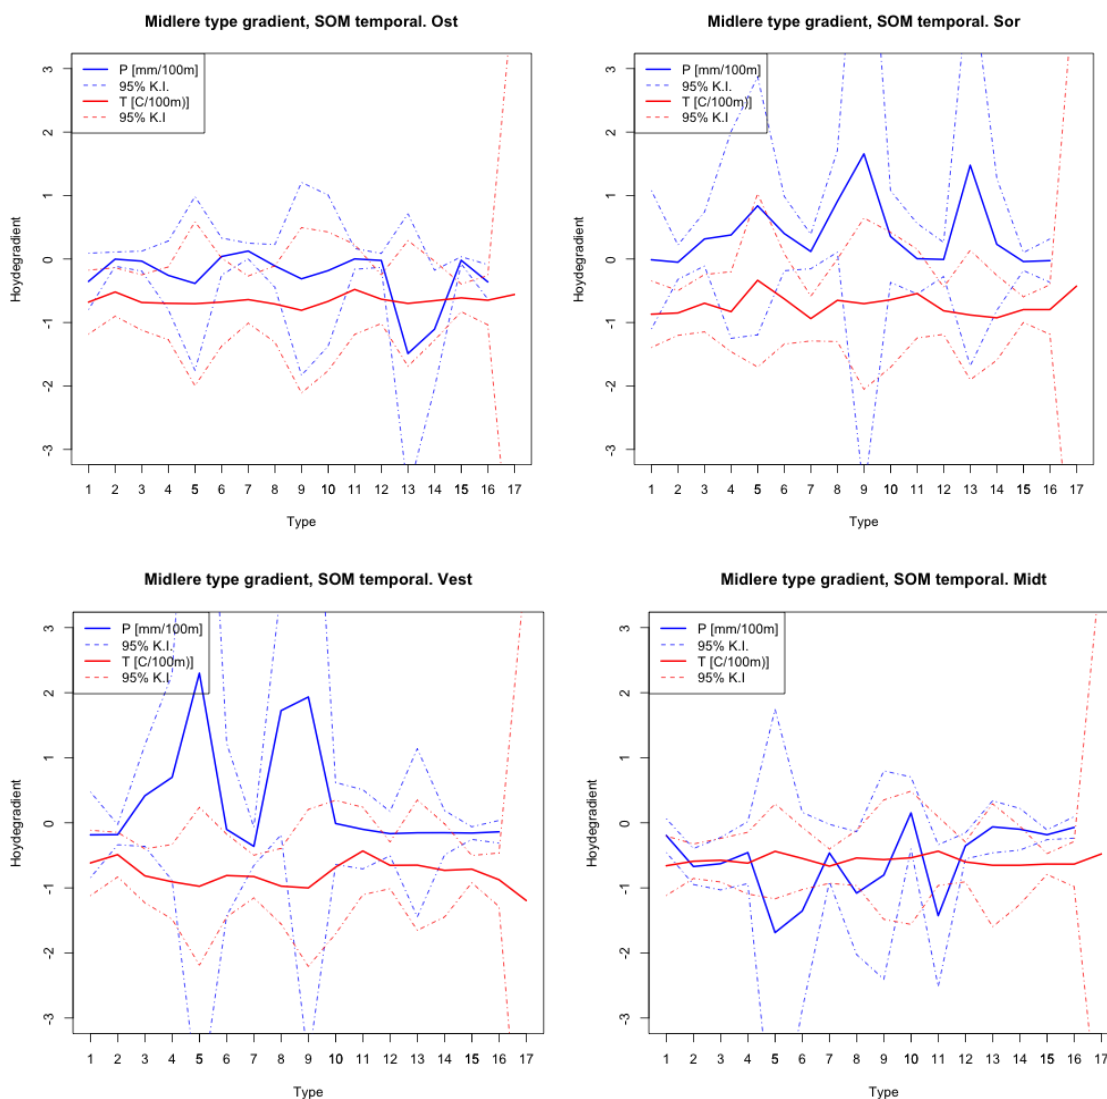 Midlere type gradient, SOM temporal. Ost
P [mm/100m]
95% K.I.
T [C/100m)]
95% K.I
Hoydegradient
3
2
1
0
-1
-2
-3
1 2 3 4 5 6 7 8 9 10 11 12 13 14 15 16 17
Type
Midlere type gradient, SOM temporal. Sor
P [mm/100m]
95% K.I.
T [C/100m)]
95% K.I
Hoydegradient
3
2
1
0
-1
-2
-3
1 2 3 4 5 6 7 8 9 10 11 12 13 14 15 16 17
Type
Midlere type gradient, SOM temporal. Vest
P [mm/100m]
95% K.I.
T [C/100m)]
95% K.I
Hoydegradient
3
2
1
0
-1
-2
-3
1 2 3 4 5 6 7 8 9 10 11 12 13 14 15 16 17
Type
Midlere type gradient, SOM temporal. Midt
P [mm/100m]
95% K.I.
T [C/100m)]
95% K.I
Hoydegradient
3
2
1
0
-1
-2
-3
1 2 3 4 5 6 7 8 9 10 11 12 13 14 15 16 17
Type